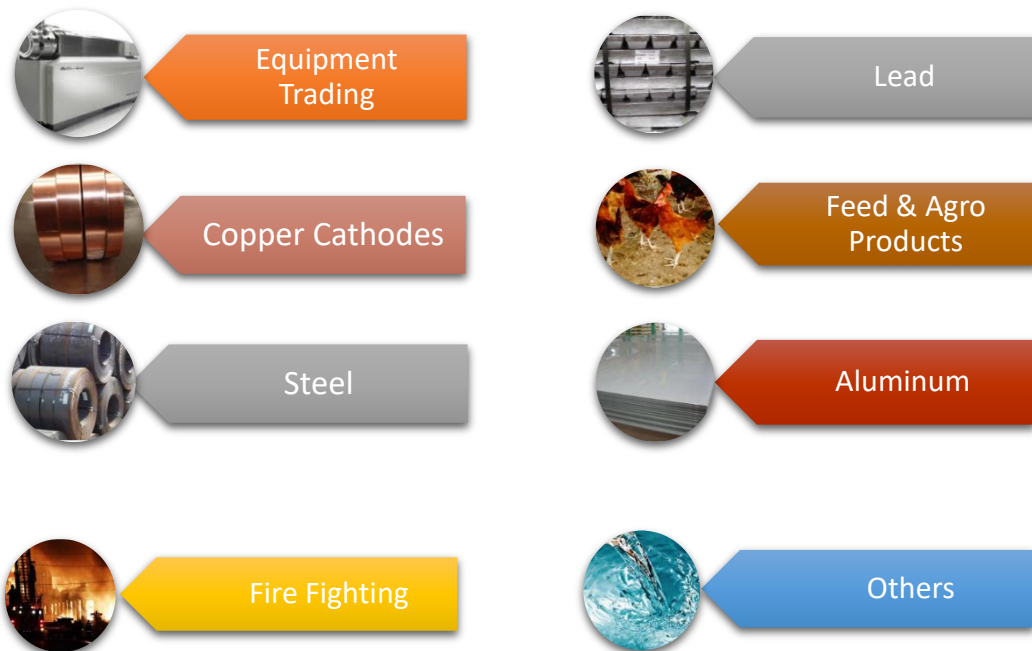 Equipment
Trading
Lead
Copper Cathodes
Feed & Agro
Products
Steel
Aluminum
Fire Fighting
Others